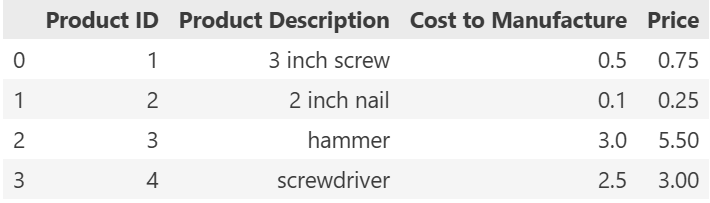 Product ID Product Description Cost to Manufacture Price
0 1 3 inch screw 0.5 0.75
1 2 2 inch nail 0.1 0.25
2 3 hammer 3.0 5.50
3 4 screwdriver 2.5 3.00